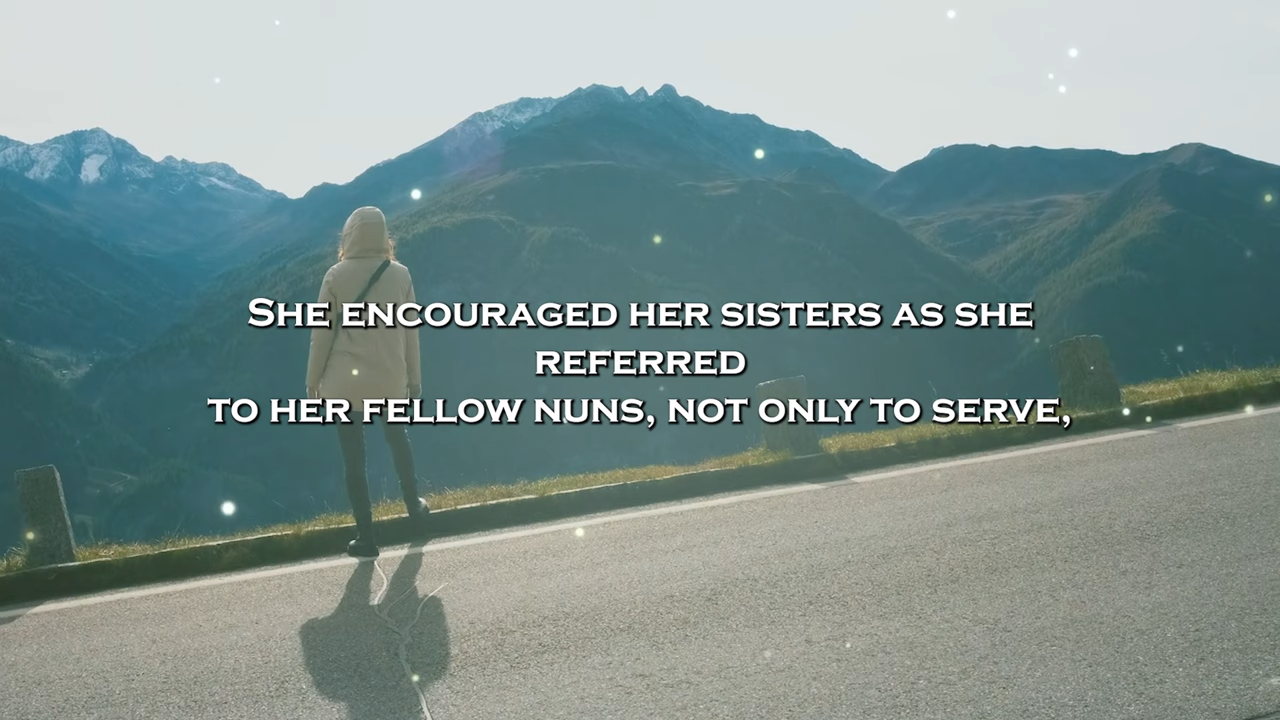 She encouraged her sisters as she
referred
to her fellow nuns, not only to serve,